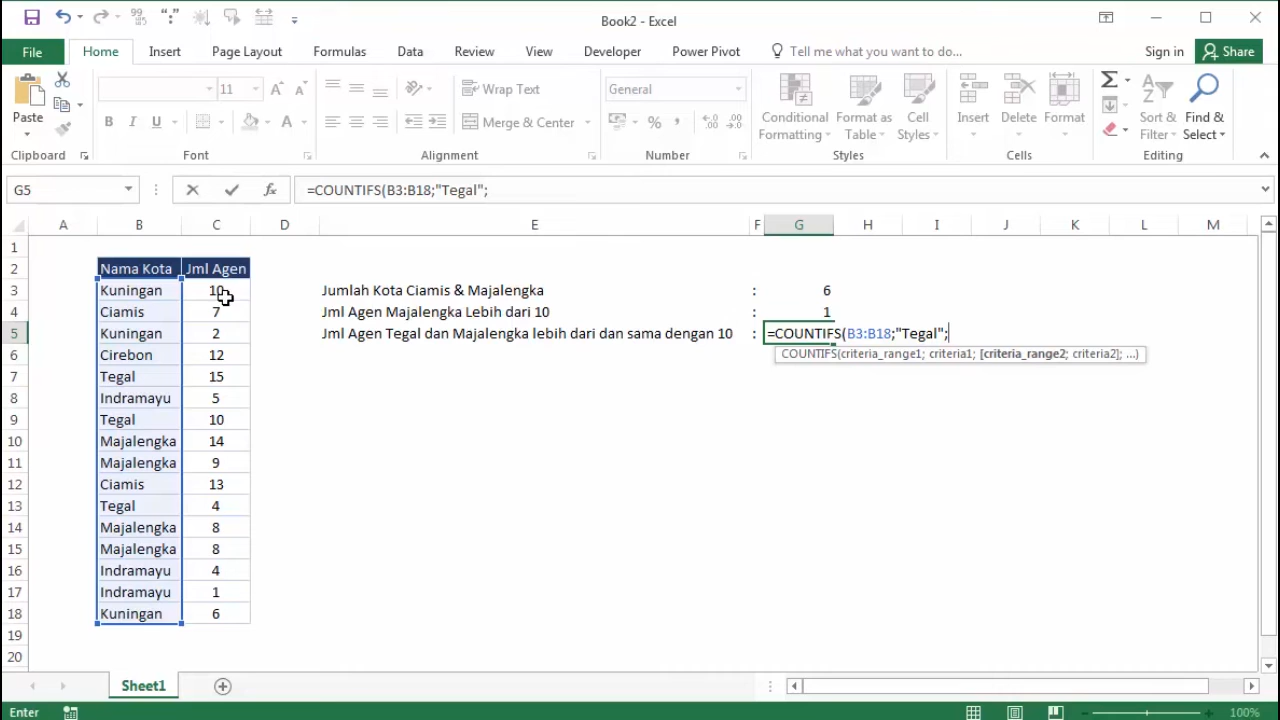 Book2 - Excel
File Home Insert Page Layout Formulas Data Review View Developer Power Pivot Tell me what you want to do... Sign in Share
Paste
Clipboard
11
B I U A
Font
Wrap Text
Merge & Center
Alignment
General
%
Number
Conditional Formatting
Format as Table
Cell Styles
Styles
Insert Delete Format
Cells
Sort & Filter
Find & Select
Editing
G5 fx =COUNTIFS(B3:B18;"Tegal";
A B C D E F G H I J K L M
1
2 Nama Kota Jml Agen
3 Kuningan 10 Jumlah Kota Ciamis & Majalengka : 6
4 Ciamis 7 Jml Agen Majalengka Lebih dari 10 : 1
5 Kuningan 2 Jml Agen Tegal dan Majalengka lebih dari dan sama dengan 10 : =COUNTIFS(B3:B18;"Tegal";
COUNTIFS(criteria_range1; criteria1; [criteria_range2; criteria2]; ...)
6 Cirebon 12
7 Tegal 15
8 Indramayu 5
9 Tegal 10
10 Majalengka 14
11 Majalengka 9
12 Ciamis 13
13 Tegal 4
14 Majalengka 8
15 Majalengka 8
16 Indramayu 4
17 Indramayu 1
18 Kuningan 6
19
20
Sheet1
Enter 100%